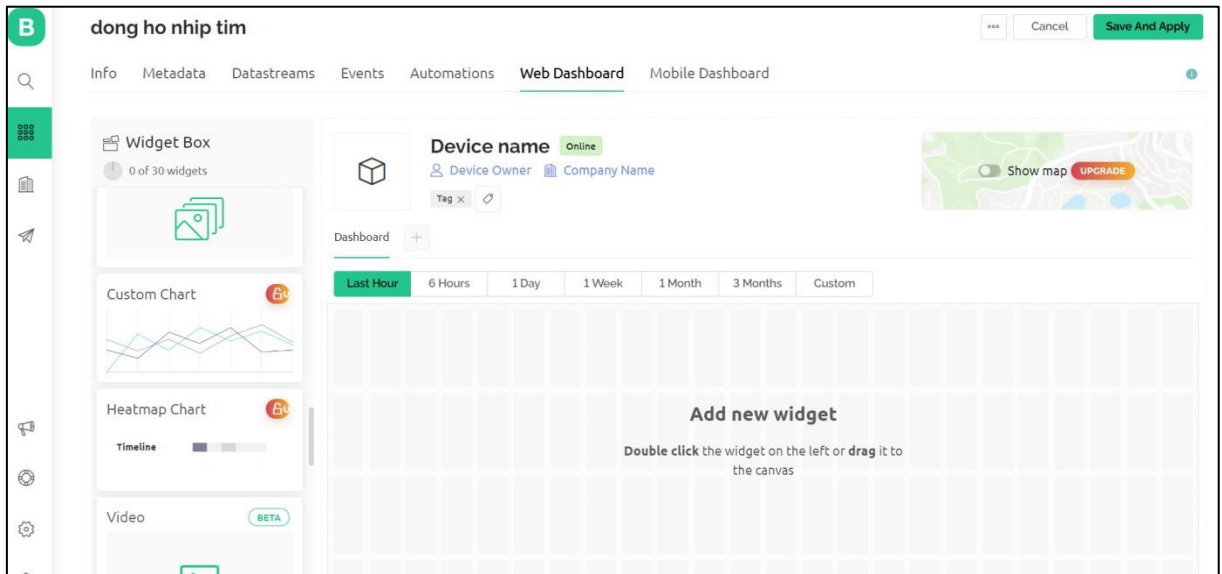 B
dong ho nhip tim
Cancel
Save And Apply
Info Metadata Datastreams Events Automations Web Dashboard Mobile Dashboard
Widget Box
0 of 30 widgets
Device name Online
Device Owner Company Name
Tag ×
Show map UPGRADE
Dashboard +
Last Hour 6 Hours 1 Day 1 Week 1 Month 3 Months Custom
Custom Chart
Heatmap Chart
Timeline
Video BETA
Add new widget
Double click the widget on the left or drag it to
the canvas